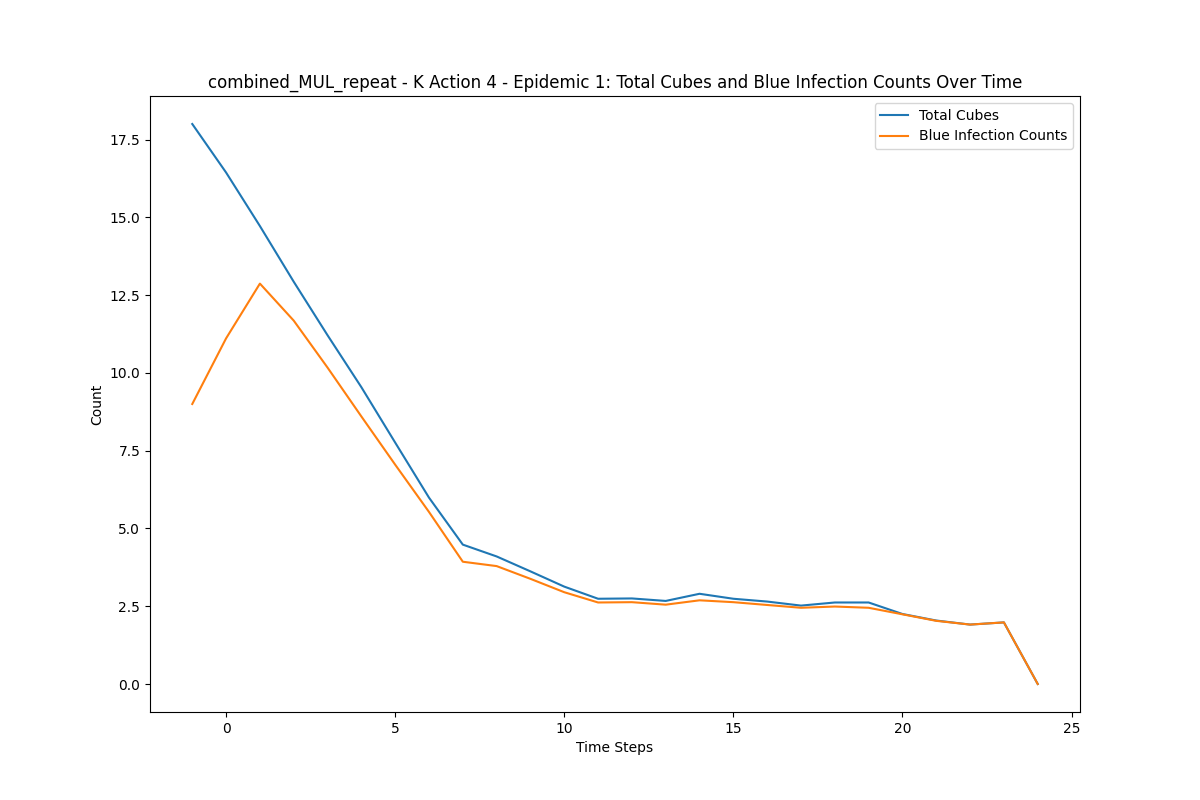 combined_MUL_repeat - K Action 4 - Epidemic 1: Total Cubes and Blue Infection Counts Over Time
Total Cubes
Blue Infection Counts
17.5
15.0
12.5
10.0
7.5
5.0
2.5
0.0
Count
0 5 10 15 20 25
Time Steps